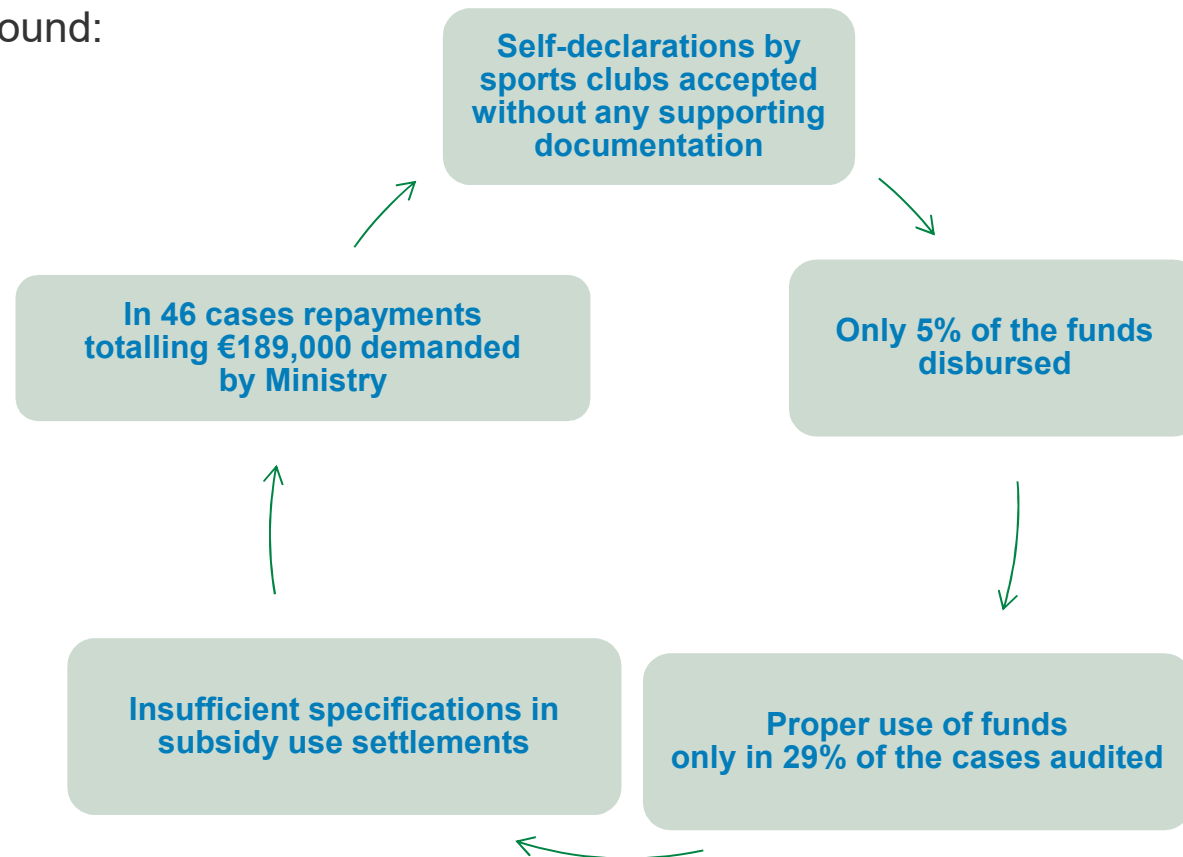 ound:
Self-declarations by
sports clubs accepted
without any supporting
documentation
Only 5% of the funds
disbursed
Proper use of funds
only in 29% of the cases audited
Insufficient specifications in
subsidy use settlements
In 46 cases repayments
totalling €189,000 demanded
by Ministry